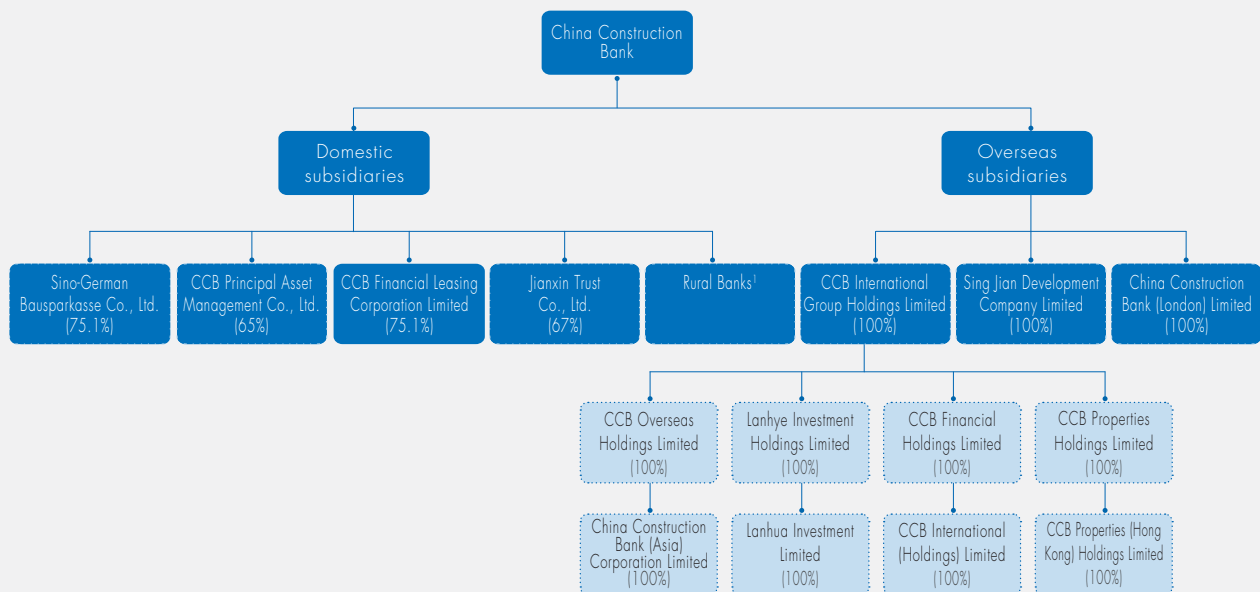 China Construction
Bank
Domestic
subsidiaries
Overseas
subsidiaries
Sino-German
Bausparkasse Co., Ltd.
(75.1%)
CCB Principal Asset
Management Co., Ltd.
(65%)
CCB Financial Leasing
Corporation Limited
(75.1%)
Jianxin Trust
Co., Ltd.
(67%)
Rural Banks¹
CCB International
Group Holdings Limited
(100%)
Sing Jian Development
Company Limited
(100%)
China Construction
Bank (London) Limited
(100%)
CCB Overseas
Holdings Limited
(100%)
Lanhye Investment
Holdings Limited
(100%)
CCB Financial
Holdings Limited
(100%)
CCB Properties
Holdings Limited
(100%)
China Construction
Bank (Asia)
Corporation Limited
(100%)
Lanhua Investment
Limited
(100%)
CCB International
(Holdings) Limited
(100%)
CCB Properties (Hong
Kong) Holdings Limited
(100%)